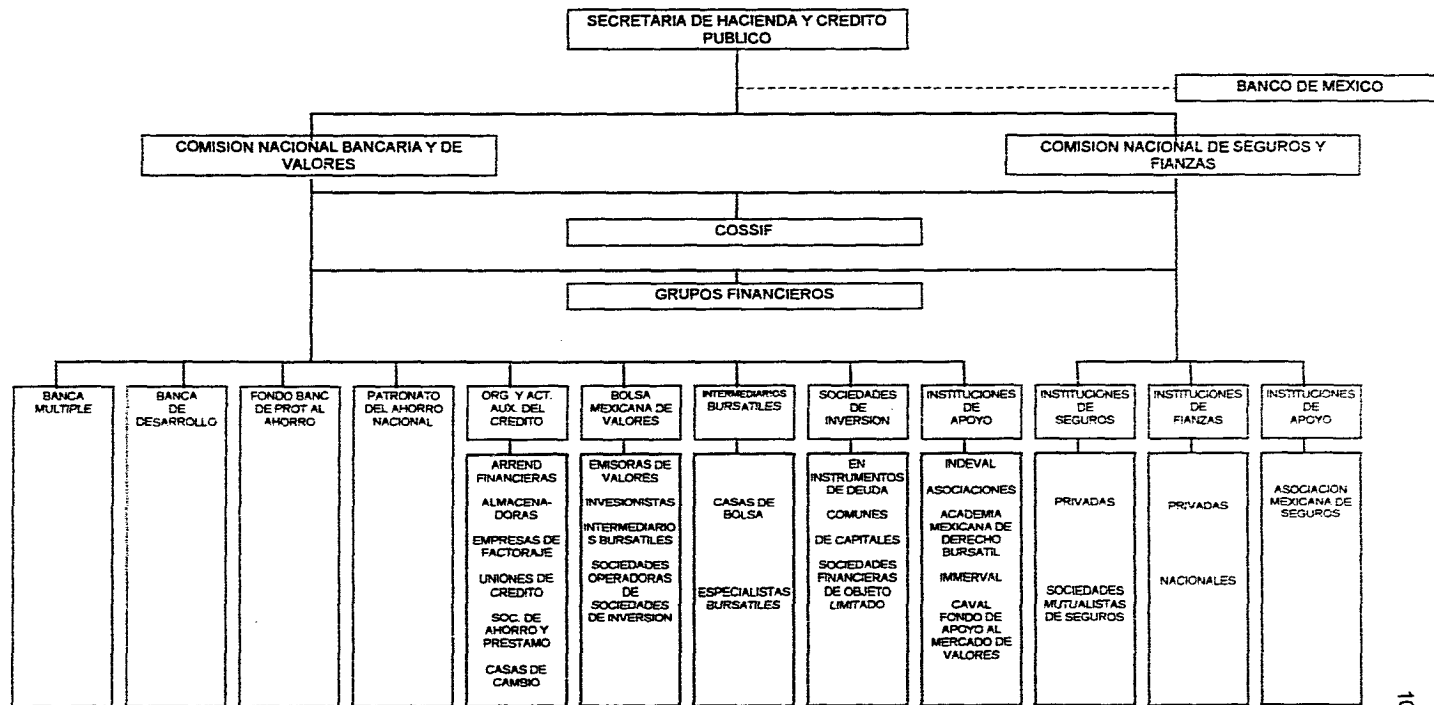 SECRETARIA DE HACIENDA Y CREDITO
PUBLICO
BANCO DE MEXICO
COMISION NACIONAL BANCARIA Y DE
VALORES
COMISION NACIONAL DE SEGUROS Y
FIANZAS
COSSIF
GRUPOS FINANCIEROS
BANCA
MULTIPLE
BANCA
DE
DESARROLLO
FONDO BANC
DE PROT AL
AHORRO
PATRONATO
DEL AHORRO
NACIONAL
ORG Y ACT.
AUX. DEL
CREDITO
BOLSA
MEXICANA DE
VALORES
INTERMEDIARIOS
BURSATILES
SOCIEDADES
DE
INVERSION
INSTITUCIONES
DE
APOYO
INSTITUCIONES
DE
SEGUROS
INSTITUCIONES
DE
FIANZAS
INSTITUCIONES
DE
APOYO
ARREND
FINANCIERAS
ALMACENA-
DORAS
EMPRESAS DE
FACTORAJE
UNIONES DE
CREDITO
SOC. DE
AHORRO Y
PRESTAMO
CASAS DE
CAMBIO
EMISORAS DE
VALORES
INVESIONISTAS
INTERMEDIARIO
S BURSATILES
SOCIEDADES
OPERADORAS
DE
SOCIEDADES
DE INVERSION
CASAS DE
BOLSA
ESPECIALISTAS
BURSATILES
EN
INSTRUMENTOS
DE DEUDA
COMUNES
DE CAPITALES
SOCIEDADES
FINANCIERAS
DE OBJETO
LIMITADO
INDEVAL
ASOCIACIONES
ACADEMIA
MEXICANA DE
DERECHO
BURSATIL
IMMERVAL
CAVAL
FONDO DE
APOYO AL
MERCADO DE
VALORES
PRIVADAS
SOCIEDADES
MUTUALISTAS
DE SEGUROS
PRIVADAS
NACIONALES
ASOCIACION
MEXICANA DE
SEGUROS